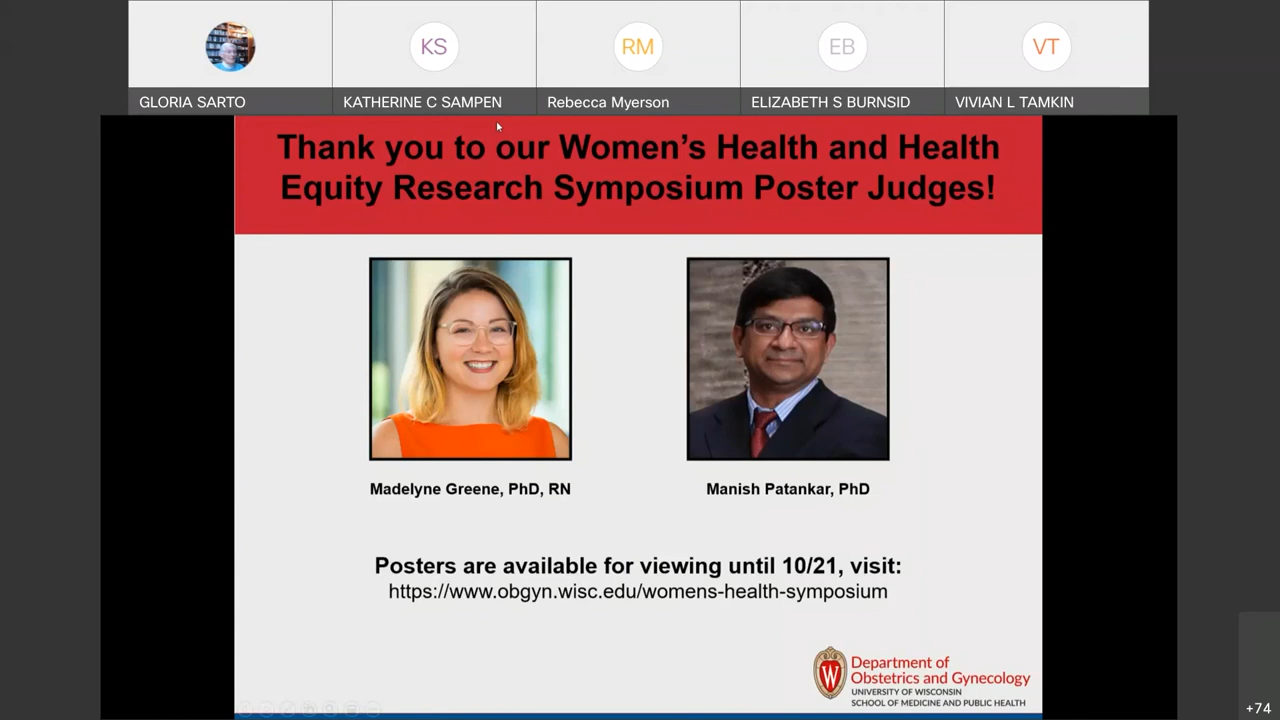 KS
RM
EB
VT
GLORIA SARTO
KATHERINE C SAMPEN
Rebecca Myerson
ELIZABETH S BURNSID
VIVIAN L TAMKIN
Thank you to our Women’s Health and Health
Equity Research Symposium Poster Judges!
Madelyne Greene, PhD, RN
Manish Patankar, PhD
Posters are available for viewing until 10/21, visit:
https://www.obgyn.wisc.edu/womens-health-symposium
W
Department of
Obstetrics and Gynecology
UNIVERSITY OF WISCONSIN
SCHOOL OF MEDICINE AND PUBLIC HEALTH
+74